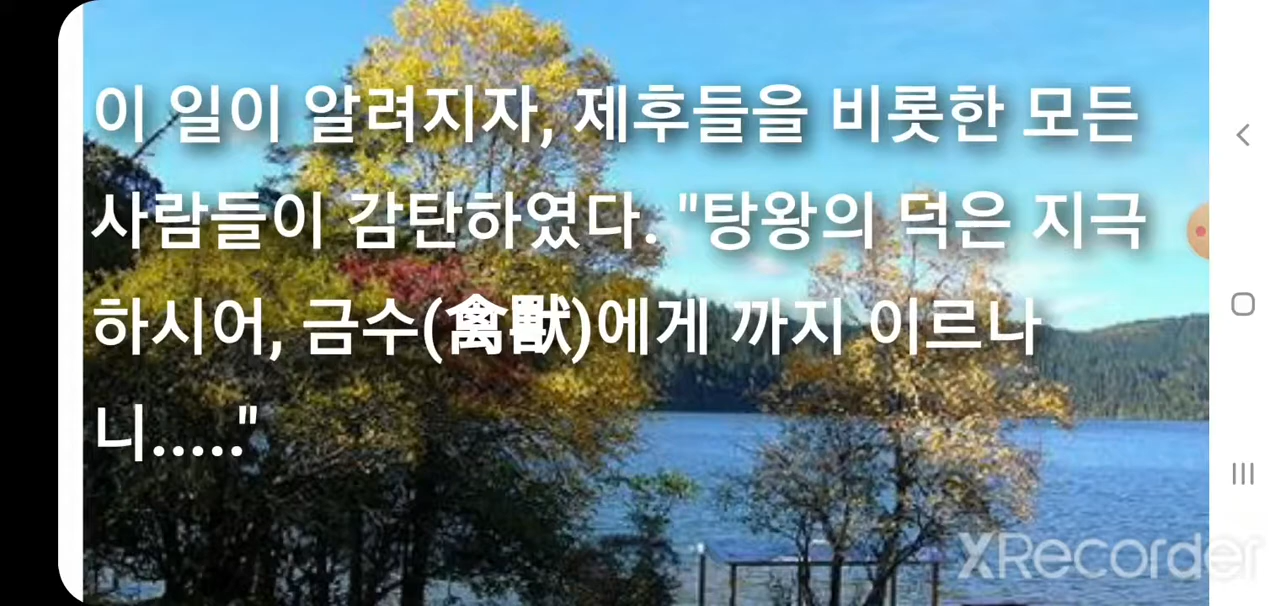 이 일이 알려지자, 제후들을 비롯한 모든
사람들이 감탄하였다. "탕왕의 덕은 지극
하시어, 금수(禽獸)에게 까지 이르나
니....."
XRecorder